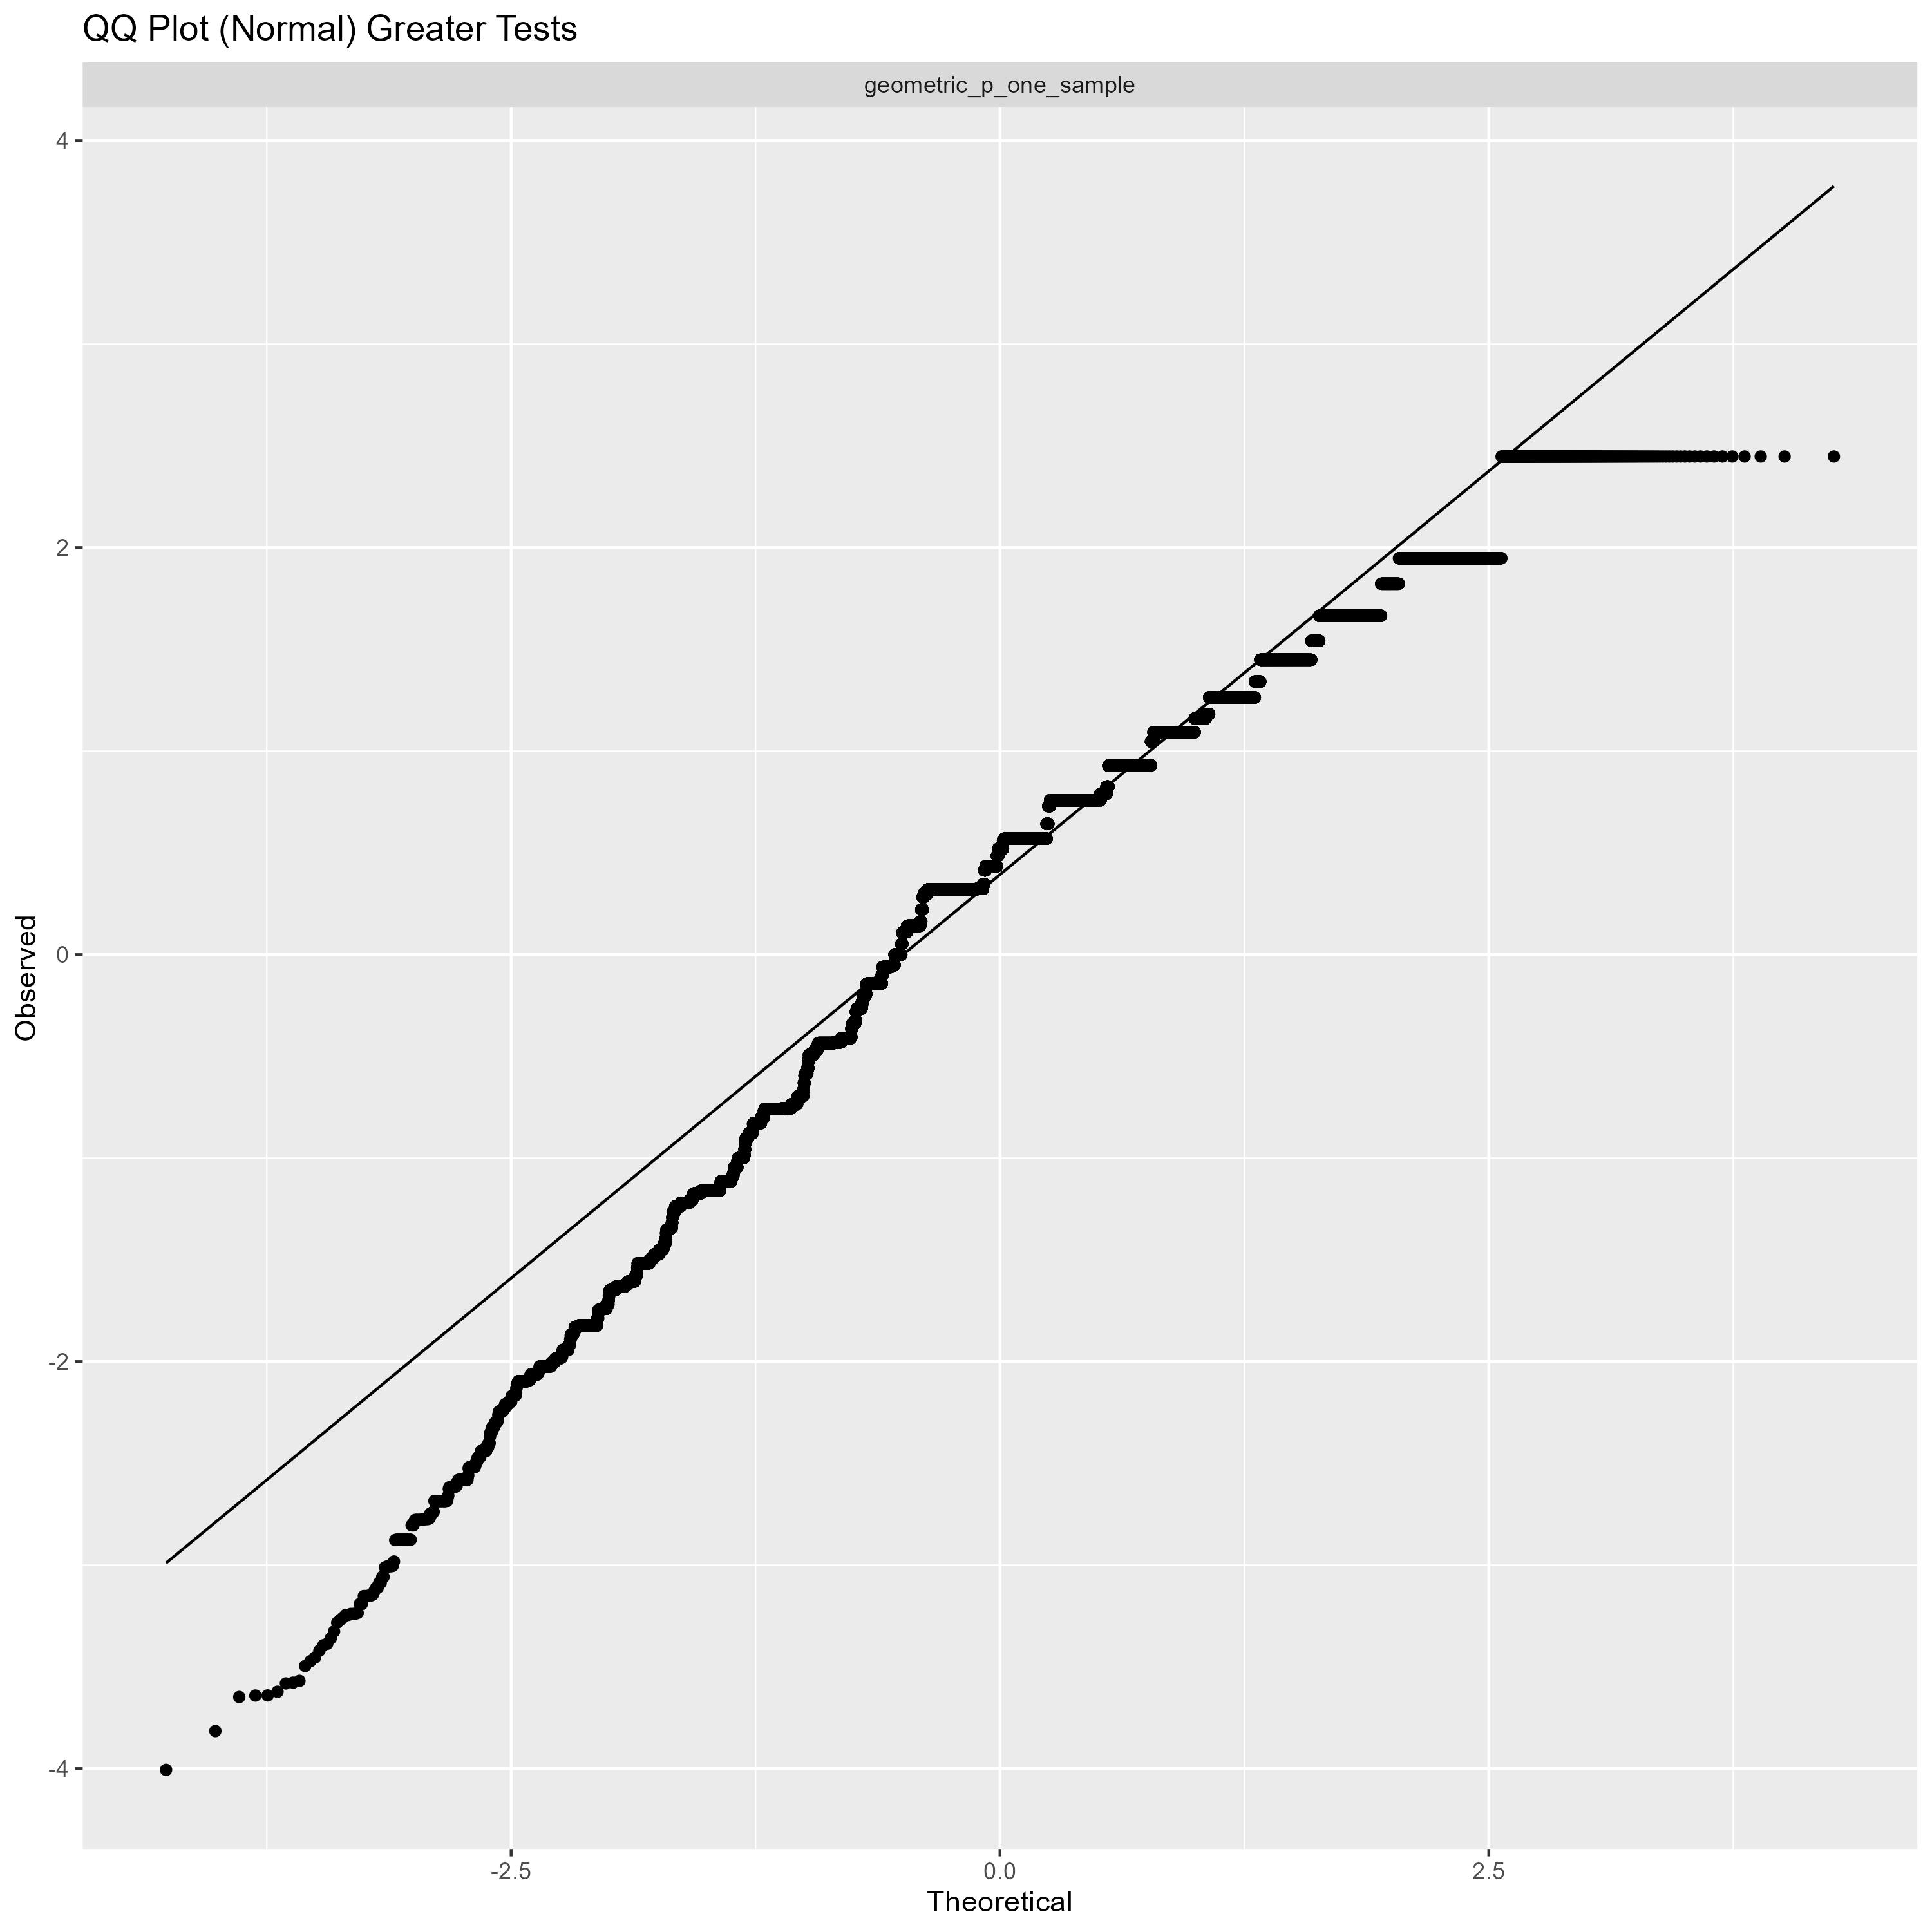 QQ Plot (Normal) Greater Tests
geometric_p_one_sample
4
2
0
-2
-4
Observed
-2.5 0.0 2.5
Theoretical